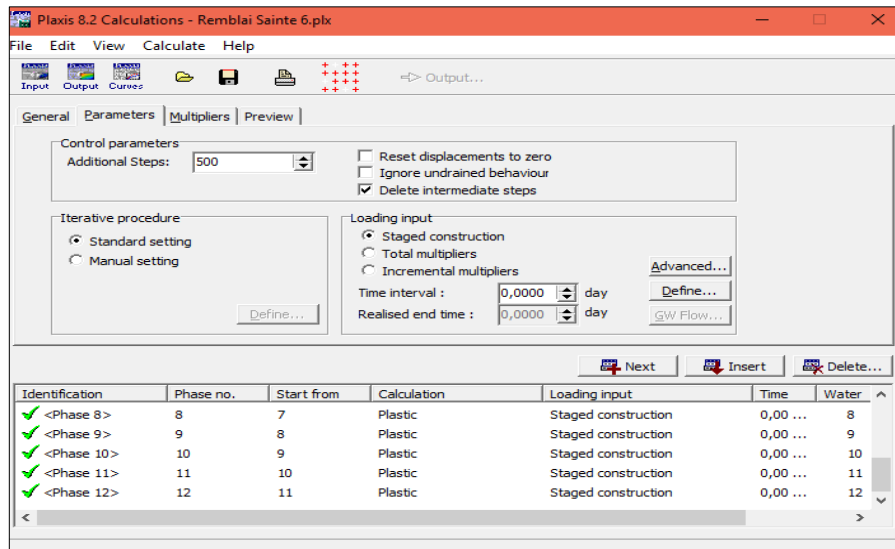 Plaxis 8.2 Calculations - Remblai Sainte 6.plx
File Edit View Calculate Help
Input Output Curves Output...
General Parameters Multipliers Preview
Control parameters
Additional Steps: 500
Reset displacements to zero
Ignore undrained behaviour
Delete intermediate steps
Iterative procedure
Standard setting
Manual setting
Define...
Loading input
Staged construction
Total multipliers
Incremental multipliers
Advanced...
Time interval : 0,0000 day Define...
Realised end time : 0,0000 day GW Flow...
Next Insert Delete...
Identification Phase no. Start from Calculation Loading input Time Water
<Phase 8> 8 7 Plastic Staged construction 0,00 ... 8
<Phase 9> 9 8 Plastic Staged construction 0,00 ... 9
<Phase 10> 10 9 Plastic Staged construction 0,00 ... 10
<Phase 11> 11 10 Plastic Staged construction 0,00 ... 11
<Phase 12> 12 11 Plastic Staged construction 0,00 ... 12